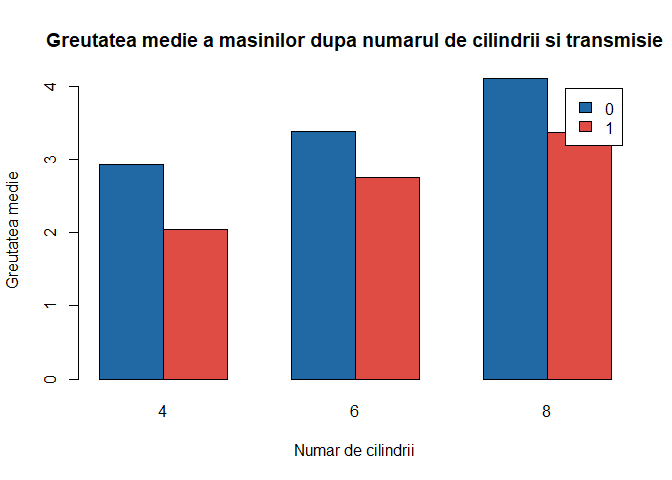 Greutatea medie a masinilor dupa numarul de cilindrii si transmisie
Greutatea medie
4
3
2
1
0
0
1
4 6 8
Numar de cilindrii